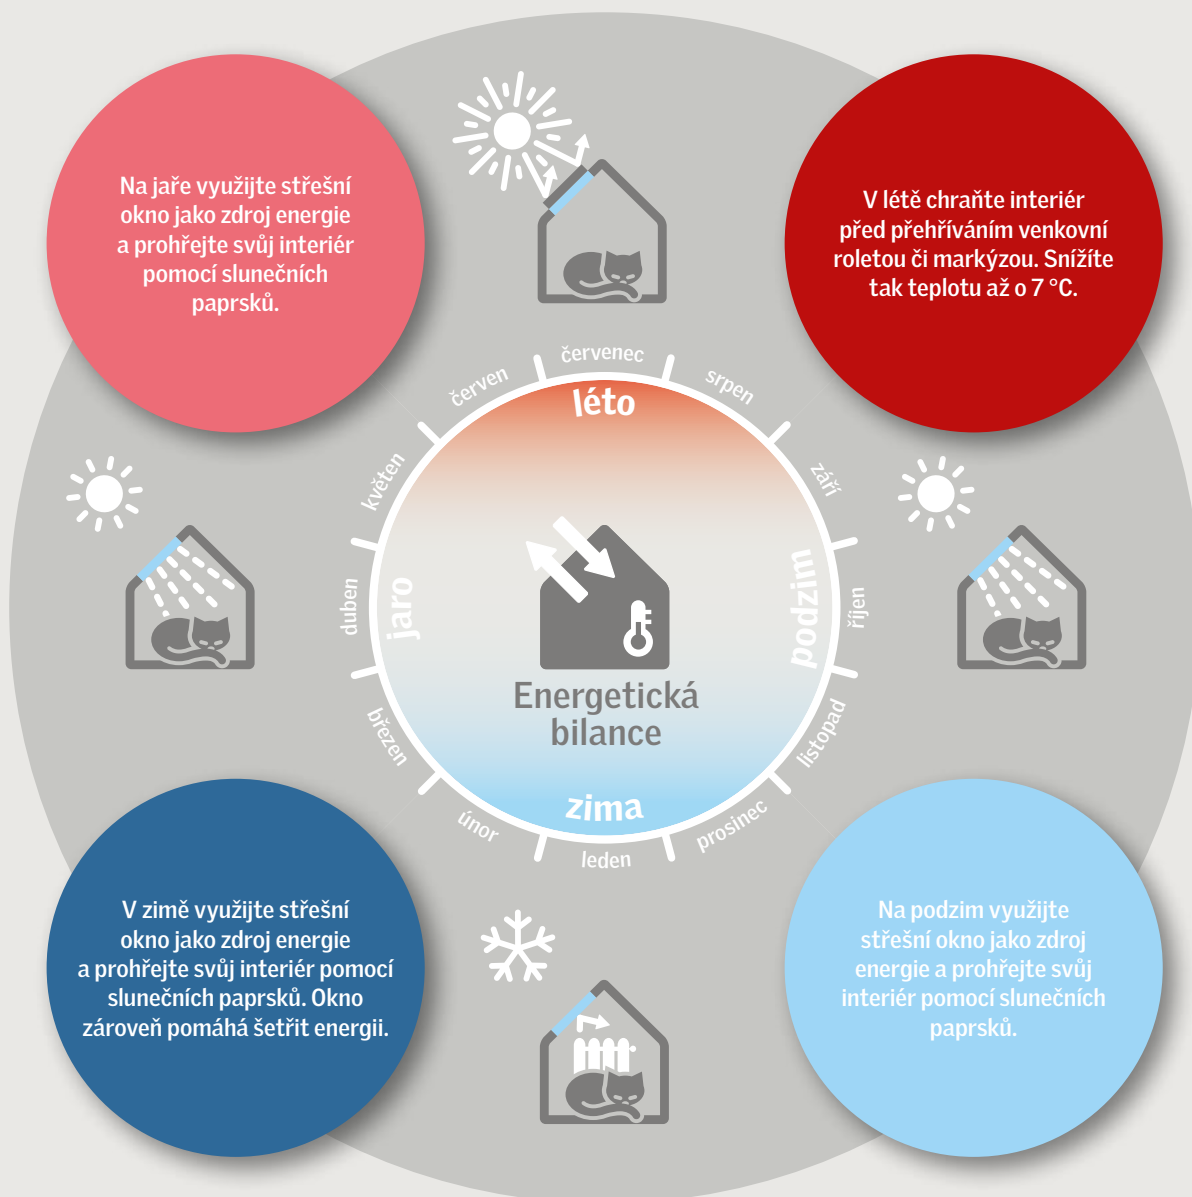 Na jaře využijte střešní
okno jako zdroj energie
a prohřejte svůj interiér
pomocí slunečních
paprsků.
V létě chraňte interiér
před přehříváním venkovní
roletou či markýzou. Snížíte
tak teplotu až o 7 °C.
červenec
srpen
září
říjen
listopad
prosinec
leden
únor
březen
duben
květen
červen
léto
podzim
zima
jaro
Energetická
bilance
V zimě využijte střešní
okno jako zdroj energie
a prohřejte svůj interiér pomocí
slunečních paprsků. Okno
zároveň pomáhá šetřit energii.
Na podzim využijte
střešní okno jako zdroj
energie a prohřejte svůj
interiér pomocí slunečních
paprsků.